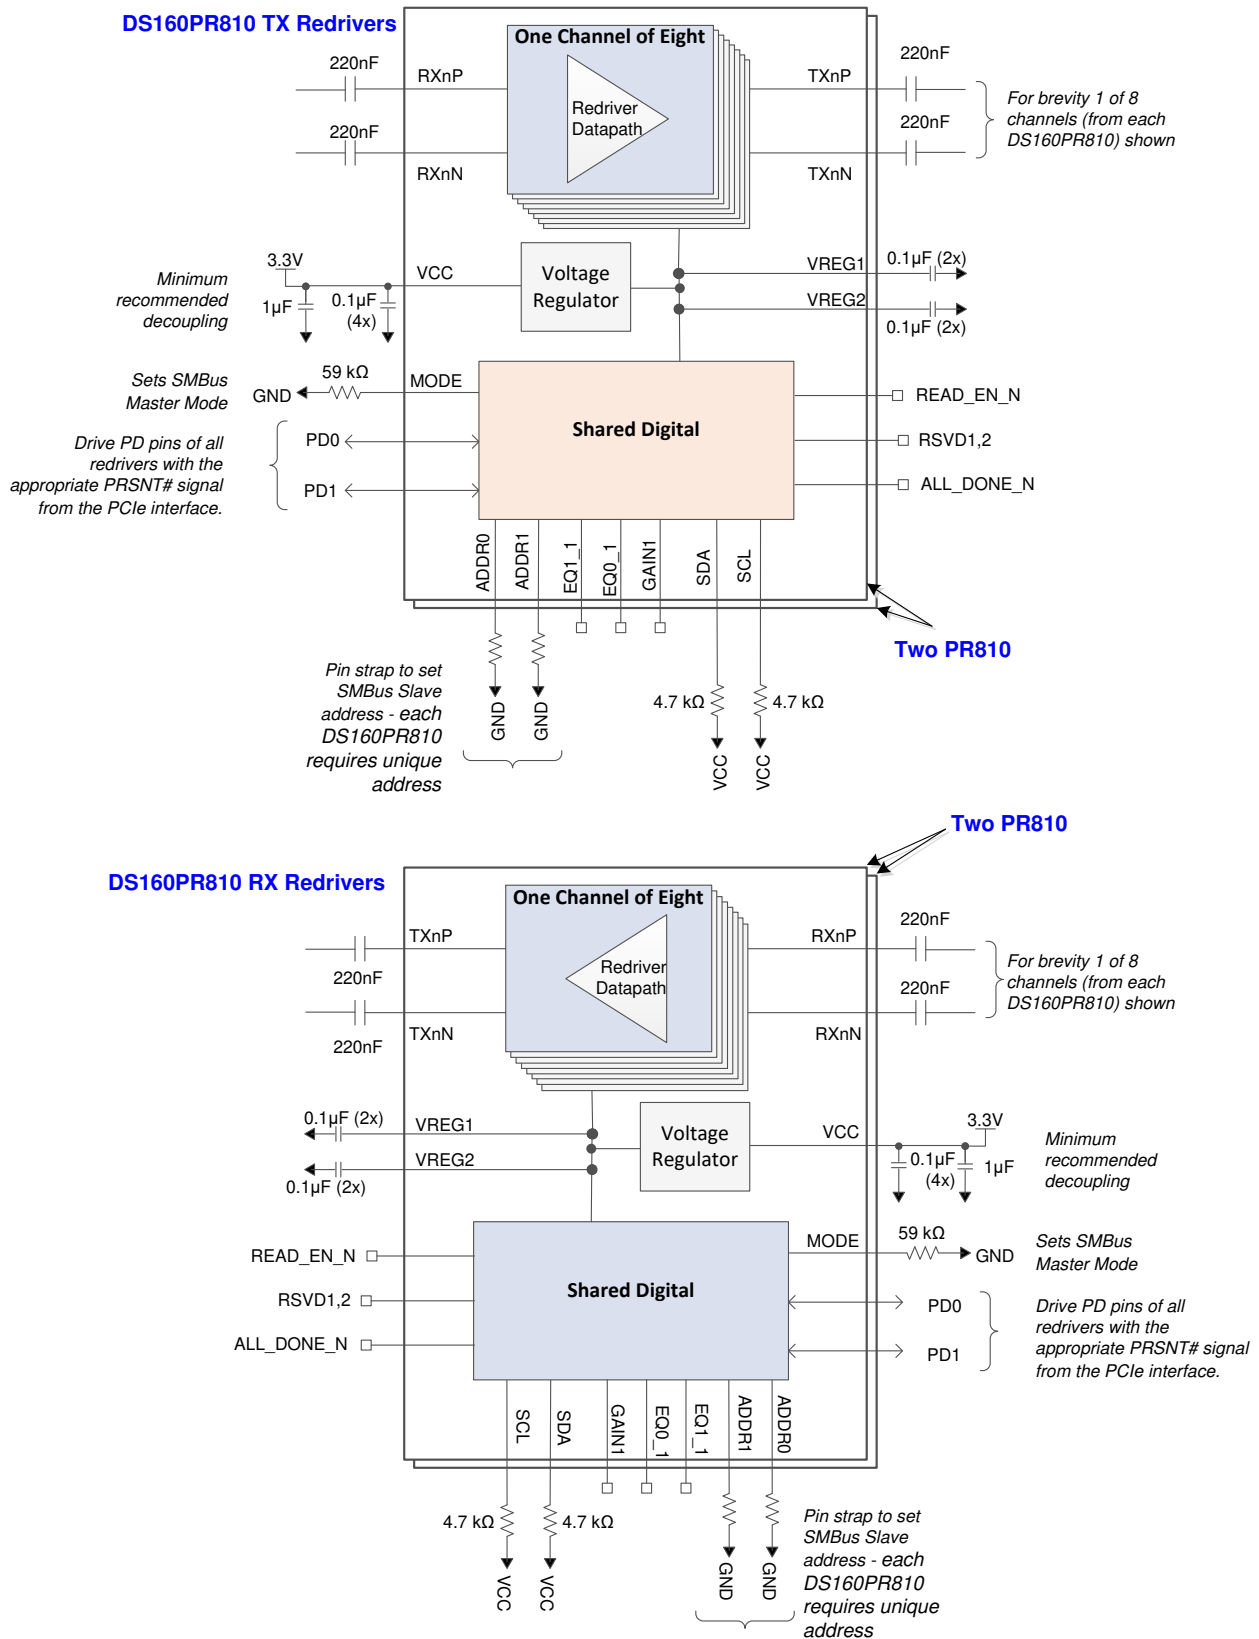 DS160PR810 TX Redrivers
One Channel of Eight
220nF
RXnP
TXnP
220nF
Redriver
Datapath
For brevity 1 of 8
channels (from each
DS160PR810) shown
220nF
220nF
RXnN
TXnN
Minimum
recommended
decoupling
3.3V
1µF
0.1µF
(4x)
VCC
Voltage
Regulator
VREG1
0.1µF (2x)
VREG2
0.1µF (2x)
Sets SMBus
Master Mode
GND
59 kΩ
MODE
READ_EN_N
Drive PD pins of all
redrivers with the
appropriate PRSNT# signal
from the PCIe interface.
PD0
PD1
Shared Digital
RSVD1,2
ALL_DONE_N
ADDR0
ADDR1
EQ1_1
EQ0_1
GAIN1
SDA
SCL
Two PR810
Pin strap to set
SMBus Slave
address - each
DS160PR810
requires unique
address
GND
GND
4.7 kΩ
4.7 kΩ
VCC
VCC
Two PR810
DS160PR810 RX Redrivers
One Channel of Eight
TXnP
220nF
RXnP
220nF
Redriver
Datapath
For brevity 1 of 8
channels (from each
DS160PR810) shown
TXnN
220nF
220nF
RXnN
0.1µF (2x)
VREG1
VREG2
0.1µF (2x)
Voltage
Regulator
VCC
3.3V
0.1µF
(4x)
1µF
Minimum
recommended
decoupling
READ_EN_N
RSVD1,2
ALL_DONE_N
Shared Digital
MODE
59 kΩ
GND
Sets SMBus
Master Mode
PD0
PD1
Drive PD pins of all
redrivers with the
appropriate PRSNT# signal
from the PCIe interface.
SCL
SDA
GAIN1
EQ0_1
EQ1_1
ADDR1
ADDR0
4.7 kΩ
4.7 kΩ
VCC
VCC
GND
GND
Pin strap to set
SMBus Slave
address - each
DS160PR810
requires unique
address